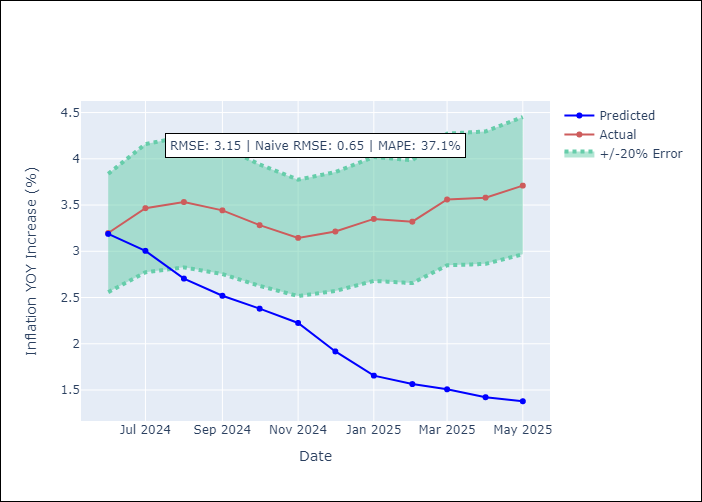 4.5
4
3.5
3
2.5
2
1.5
Inflation YOY Increase (%)
RMSE: 3.15 | Naive RMSE: 0.65 | MAPE: 37.1%
Predicted
Actual
+/-20% Error
Jul 2024
Sep 2024
Nov 2024
Jan 2025
Mar 2025
May 2025
Date